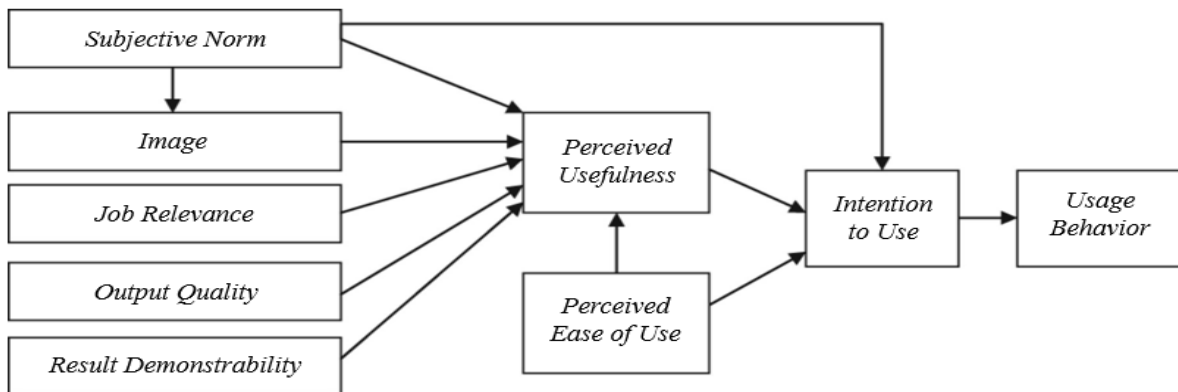 Subjective Norm
Image
Job Relevance
Output Quality
Result Demonstrability
Perceived
Usefulness
Perceived
Ease of Use
Intention
to Use
Usage
Behavior